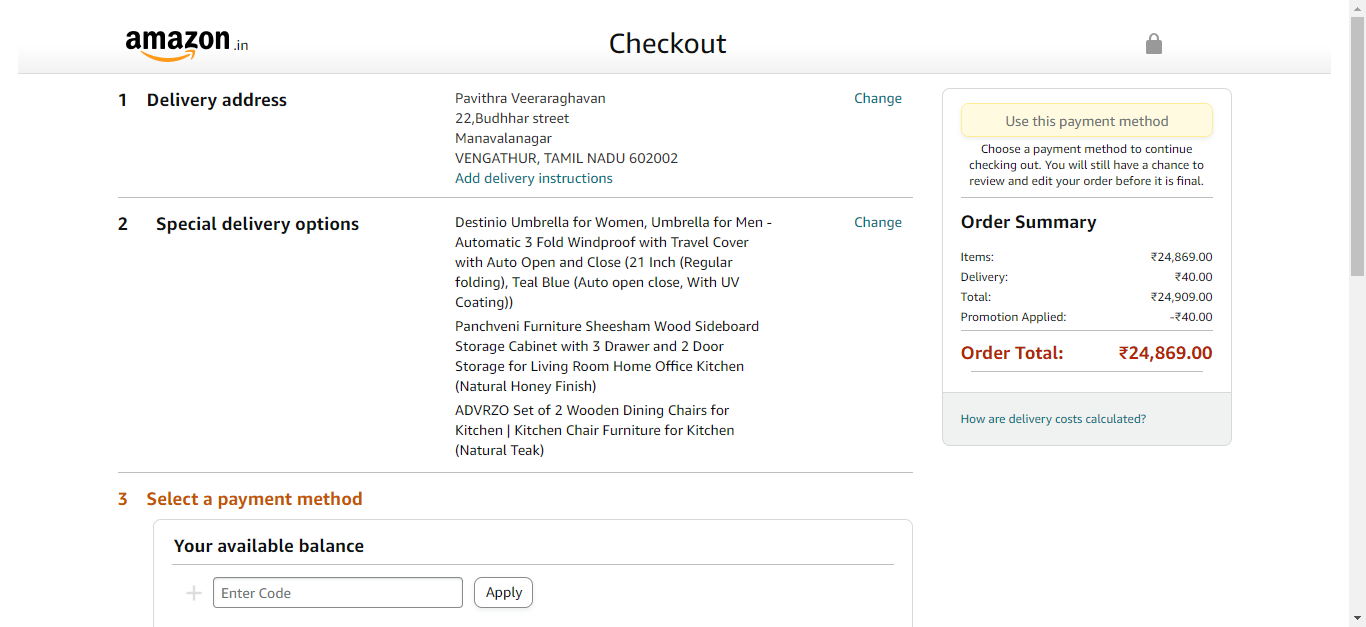 amazon.in
Checkout
1 Delivery address
Pavithra Veeraraghavan
22,Budhhar street
Manavalanagar
VENGATHUR, TAMIL NADU 602002
Add delivery instructions
Change
2 Special delivery options
Destinio Umbrella for Women, Umbrella for Men -
Automatic 3 Fold Windproof with Travel Cover
with Auto Open and Close (21 Inch (Regular
folding), Teal Blue (Auto open close, With UV
Coating))
Panchveni Furniture Sheesham Wood Sideboard
Storage Cabinet with 3 Drawer and 2 Door
Storage for Living Room Home Office Kitchen
(Natural Honey Finish)
ADVRZO Set of 2 Wooden Dining Chairs for
Kitchen | Kitchen Chair Furniture for Kitchen
(Natural Teak)
Change
3 Select a payment method
Your available balance
Enter Code
Apply
Use this payment method
Choose a payment method to continue
checking out. You will still have a chance to
review and edit your order before it is final.
Order Summary
Items: ₹24,869.00
Delivery: ₹40.00
Total: ₹24,909.00
Promotion Applied: -₹40.00
Order Total: ₹24,869.00
How are delivery costs calculated?